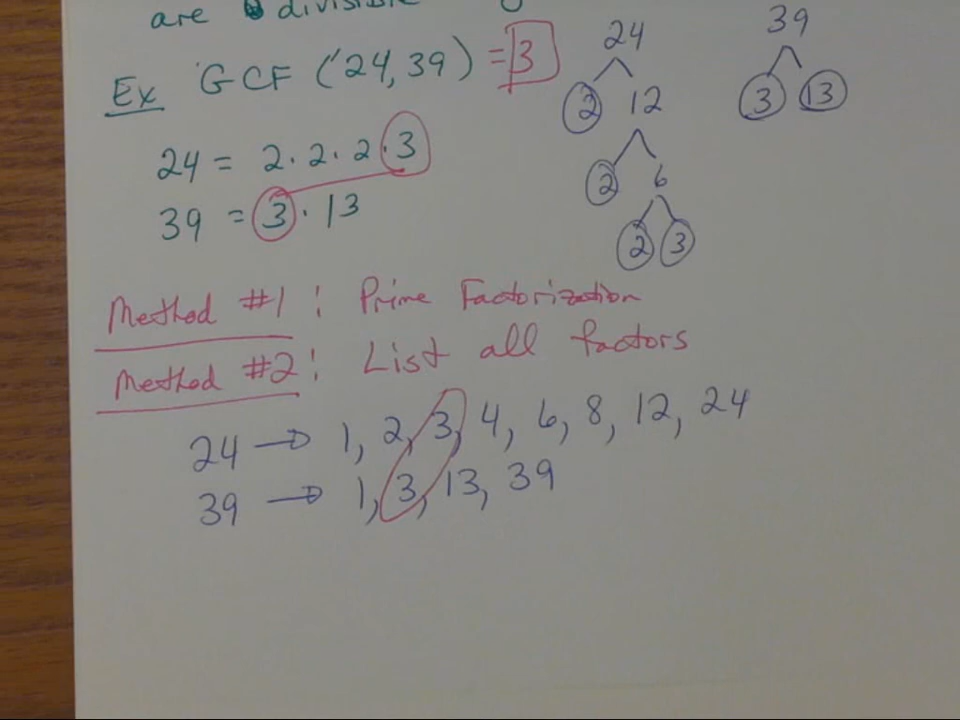 are divisible
Ex GCF (24, 39) = 3
24 = 2 · 2 · 2 · 3
39 = 3 · 13
24
2 12
2 6
2 3
39
3 13
Method #1 : Prime Factorization
Method #2 : List all factors
24 → 1, 2, 3, 4, 6, 8, 12, 24
39 → 1, 3, 13, 39